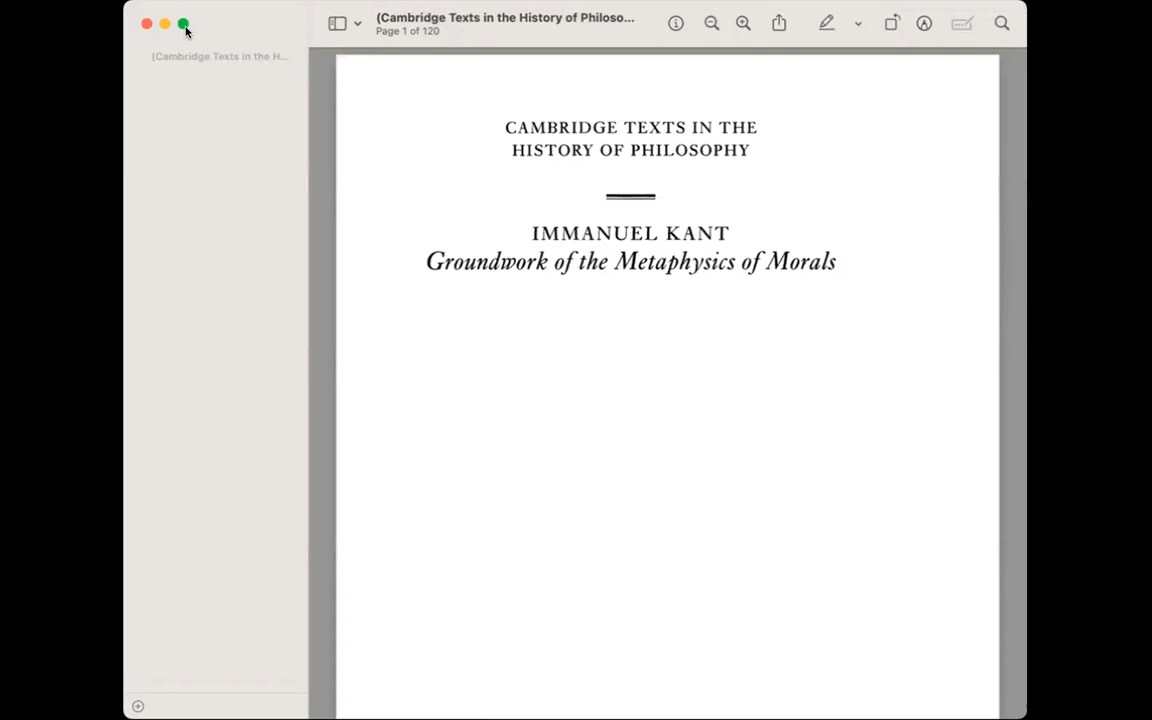 (Cambridge Texts in the History of Philoso...
Page 1 of 120
(Cambridge Texts in the H...
CAMBRIDGE TEXTS IN THE
HISTORY OF PHILOSOPHY
IMMANUEL KANT
Groundwork of the Metaphysics of Morals